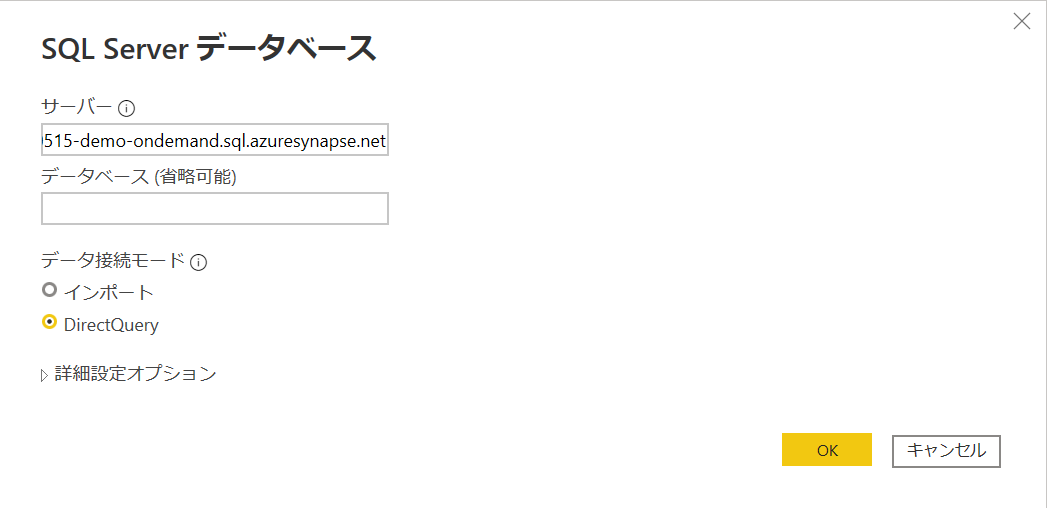 SQL Server データベース
サーバー
515-demo-ondemand.sql.azuresynapse.net
データベース (省略可能)
データ接続モード
インポート
DirectQuery
詳細設定オプション
OK
キャンセル